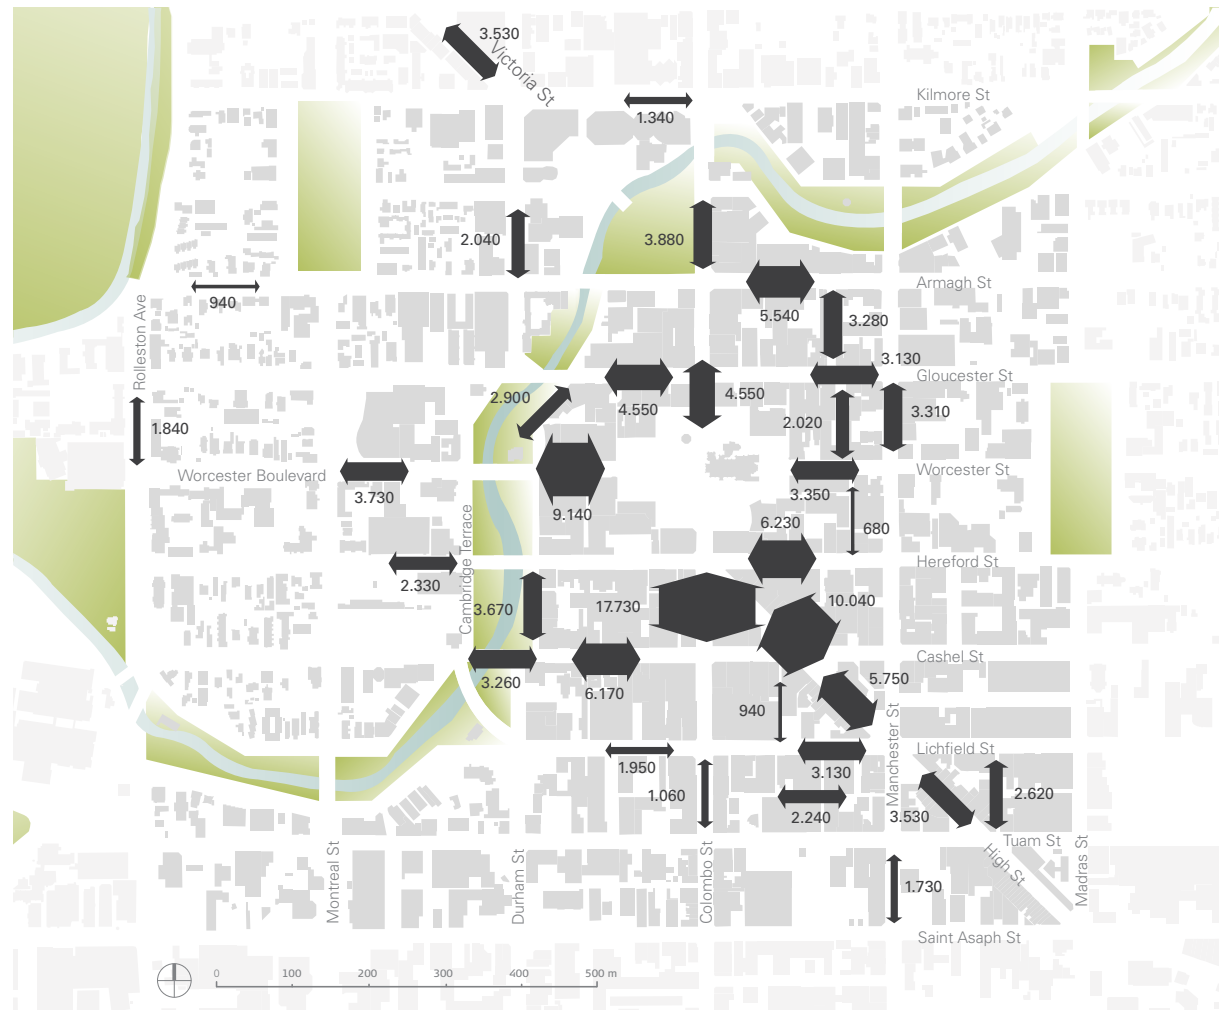 3.530
Victoria St
Kilmore St
1.340
2.040
3.880
Armagh St
940
Rolleston Ave
5.540
3.280
3.130
Gloucester St
2.900
4.550
4.550
2.020
3.310
1.840
Worcester Boulevard
3.730
9.140
3.350
Worcester St
6.230
680
Hereford St
2.330
Cambridge Terrace
3.670
17.730
10.040
Cashel St
3.260
6.170
5.750
940
Manchester St
Lichfield St
1.950
1.060
3.130
2.240
3.530
2.620
Tuam St
High St
Madras St
Montreal St
Durham St
Colombo St
1.730
Saint Asaph St
0 100 200 300 400 500 m